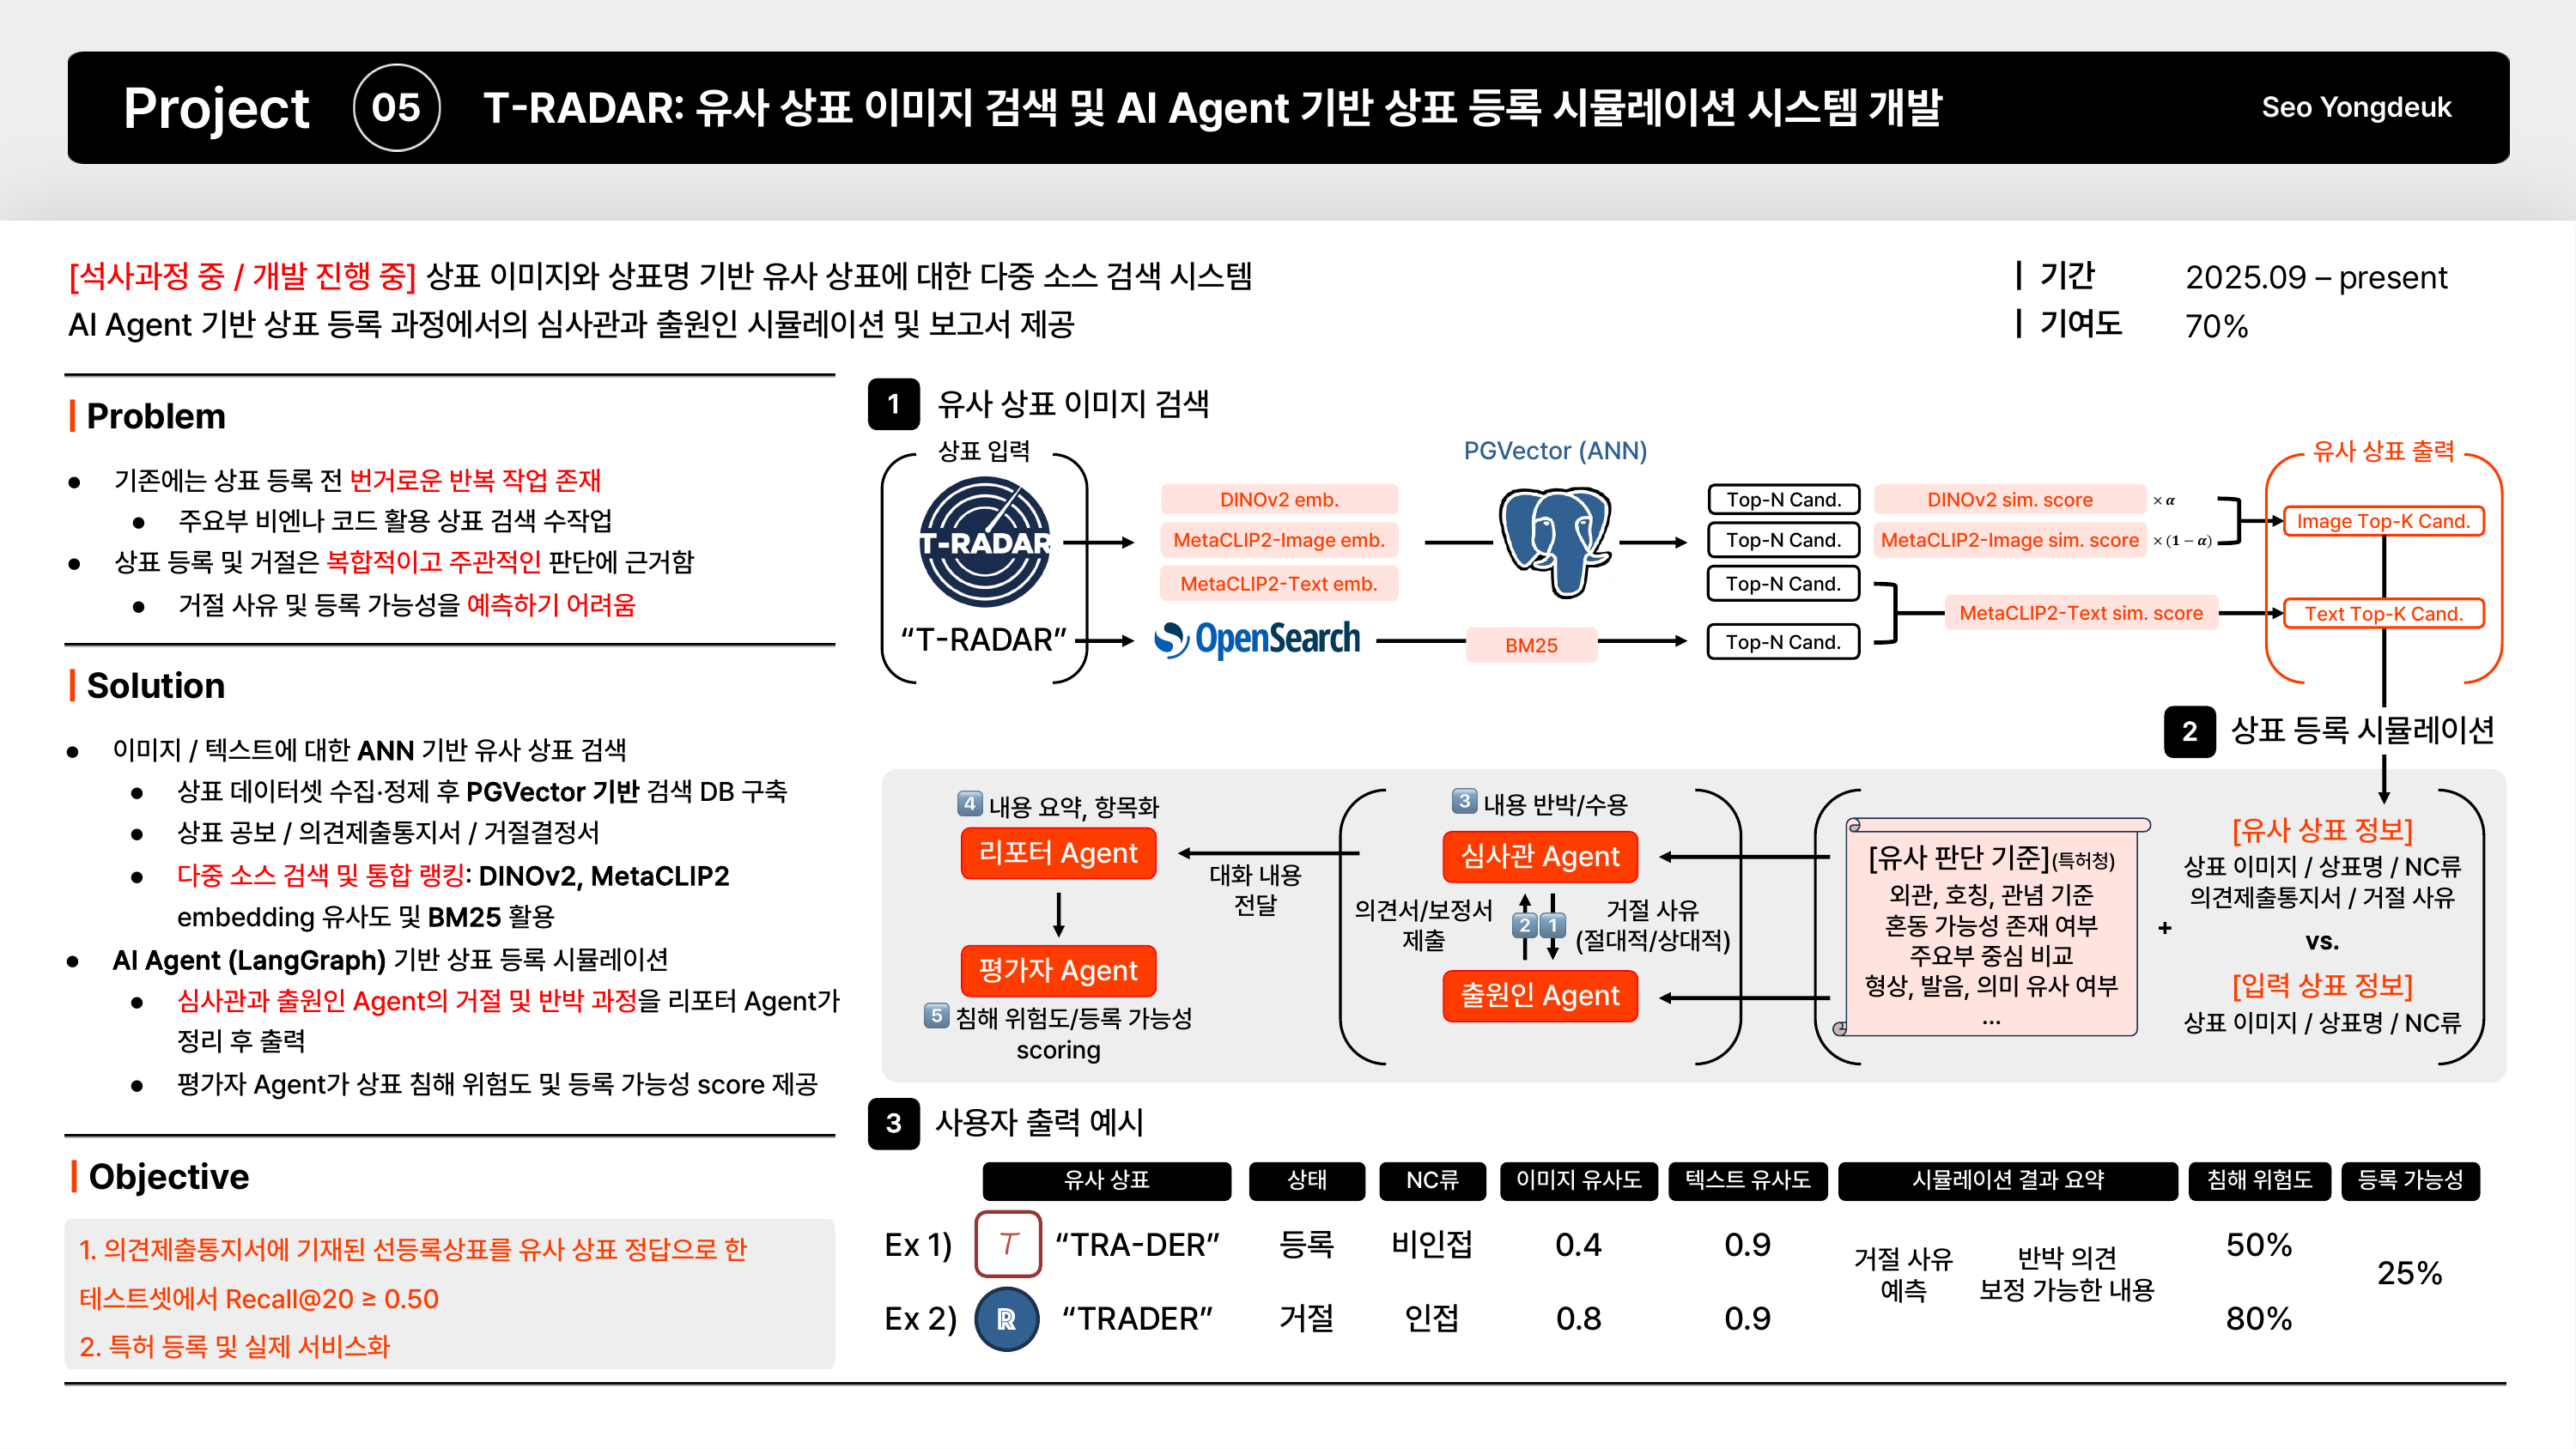 Project 05 T-RADAR: 유사 상표 이미지 검색 및 AI Agent 기반 상표 등록 시뮬레이션 시스템 개발 Seo Yongdeuk
[석사과정 중 / 개발 진행 중] 상표 이미지와 상표명 기반 유사 상표에 대한 다중 소스 검색 시스템
AI Agent 기반 상표 등록 과정에서의 심사관과 출원인 시뮬레이션 및 보고서 제공
| 기간 2025.09 – present
| 기여도 70%
Problem
● 기존에는 상표 등록 전 번거로운 반복 작업 존재
● 주요부 비엔나 코드 활용 상표 검색 수작업
● 상표 등록 및 거절은 복합적이고 주관적인 판단에 근거함
● 거절 사유 및 등록 가능성을 예측하기 어려움
Solution
● 이미지 / 텍스트에 대한 ANN 기반 유사 상표 검색
● 상표 데이터셋 수집·정제 후 PGVector 기반 검색 DB 구축
● 상표 공보 / 의견제출통지서 / 거절결정서
● 다중 소스 검색 및 통합 랭킹: DINOv2, MetaCLIP2
embedding 유사도 및 BM25 활용
● AI Agent (LangGraph) 기반 상표 등록 시뮬레이션
● 심사관과 출원인 Agent의 거절 및 반박 과정을 리포터 Agent가
정리 후 출력
● 평가자 Agent가 상표 침해 위험도 및 등록 가능성 score 제공
Objective
1. 의견제출통지서에 기재된 선등록상표를 유사 상표 정답으로 한
테스트셋에서 Recall@20 ≥ 0.50
2. 특허 등록 및 실제 서비스화
1 유사 상표 이미지 검색
상표 입력
T-RADAR
“T-RADAR”
DINOv2 emb.
MetaCLIP2-Image emb.
MetaCLIP2-Text emb.
OpenSearch
PGVector (ANN)
BM25
Top-N Cand.
Top-N Cand.
Top-N Cand.
Top-N Cand.
DINOv2 sim. score × α
MetaCLIP2-Image sim. score × (1 − α)
MetaCLIP2-Text sim. score
유사 상표 출력
Image Top-K Cand.
Text Top-K Cand.
2 상표 등록 시뮬레이션
[유사 상표 정보]
상표 이미지 / 상표명 / NC류
의견제출통지서 / 거절 사유
vs.
[입력 상표 정보]
상표 이미지 / 상표명 / NC류
+
[유사 판단 기준](특허청)
외관, 호칭, 관념 기준
혼동 가능성 존재 여부
주요부 중심 비교
형상, 발음, 의미 유사 여부
...
3 내용 반박/수용
심사관 Agent
의견서/보정서
제출
2 1
거절 사유
(절대적/상대적)
출원인 Agent
대화 내용
전달
4 내용 요약, 항목화
리포터 Agent
평가자 Agent
5 침해 위험도/등록 가능성
scoring
3 사용자 출력 예시
유사 상표 상태 NC류 이미지 유사도 텍스트 유사도 시뮬레이션 결과 요약 침해 위험도 등록 가능성
Ex 1) T “TRA-DER” 등록 비인접 0.4 0.9 50%
거절 사유
예측
반박 의견
보정 가능한 내용
25%
Ex 2) R “TRADER” 거절 인접 0.8 0.9 80%